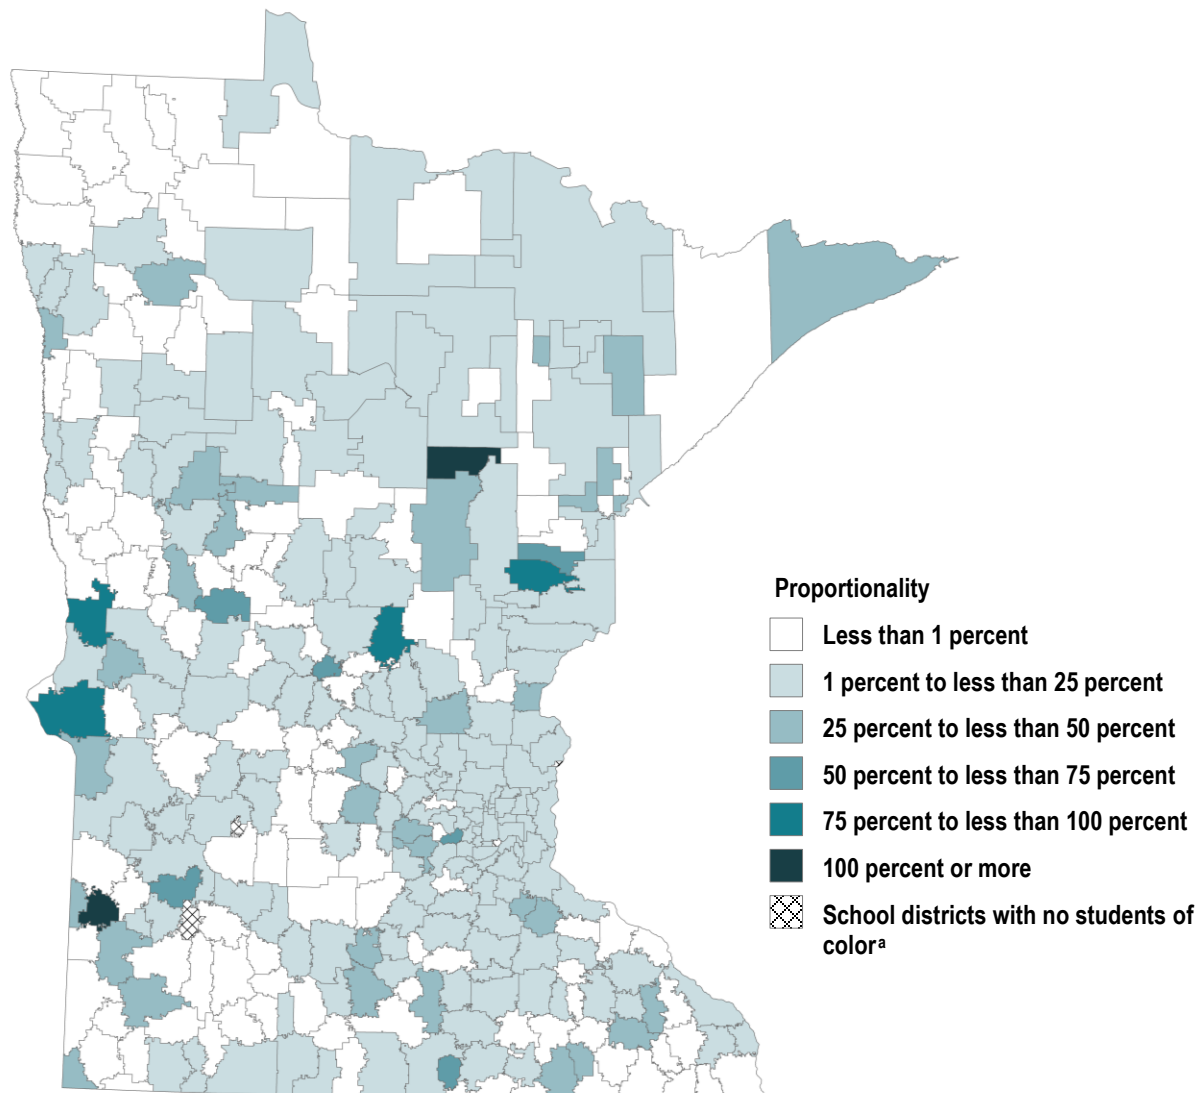 Proportionality
Less than 1 percent
1 percent to less than 25 percent
25 percent to less than 50 percent
50 percent to less than 75 percent
75 percent to less than 100 percent
100 percent or more
School districts with no students of
colorᵃ